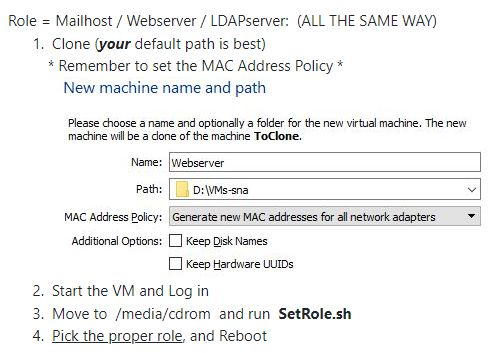 Role = Mailhost / Webserver / LDAPserver: (ALL THE SAME WAY)
1. Clone (your default path is best)
* Remember to set the MAC Address Policy *
New machine name and path
Please choose a name and optionally a folder for the new virtual machine. The new
machine will be a clone of the machine ToClone.
Name: Webserver
Path: D:\VMs-sna
MAC Address Policy: Generate new MAC addresses for all network adapters
Additional Options: Keep Disk Names
Keep Hardware UUIDs
2. Start the VM and Log in
3. Move to /media/cdrom and run SetRole.sh
4. Pick the proper role, and Reboot